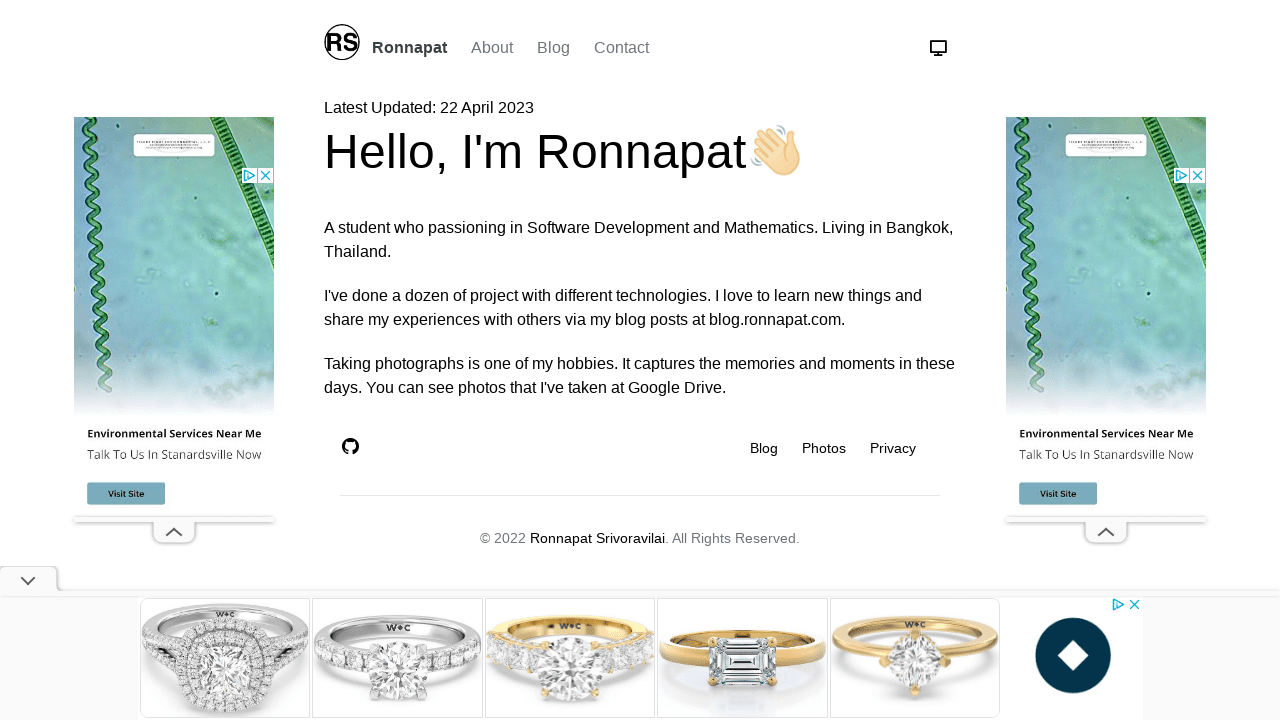 RS
Ronnapat About Blog Contact
Latest Updated: 22 April 2023
Hello, I'm Ronnapat
A student who passioning in Software Development and Mathematics. Living in Bangkok,
Thailand.
I've done a dozen of project with different technologies. I love to learn new things and
share my experiences with others via my blog posts at blog.ronnapat.com.
Taking photographs is one of my hobbies. It captures the memories and moments in these
days. You can see photos that I've taken at Google Drive.
Blog Photos Privacy
© 2022 Ronnapat Srivoravilai. All Rights Reserved.
Environmental Services Near Me
Talk To Us In Stanardsville Now
Visit Site
Environmental Services Near Me
Talk To Us In Stanardsville Now
Visit Site
W+C
W+C
W+C
W+C
W+C